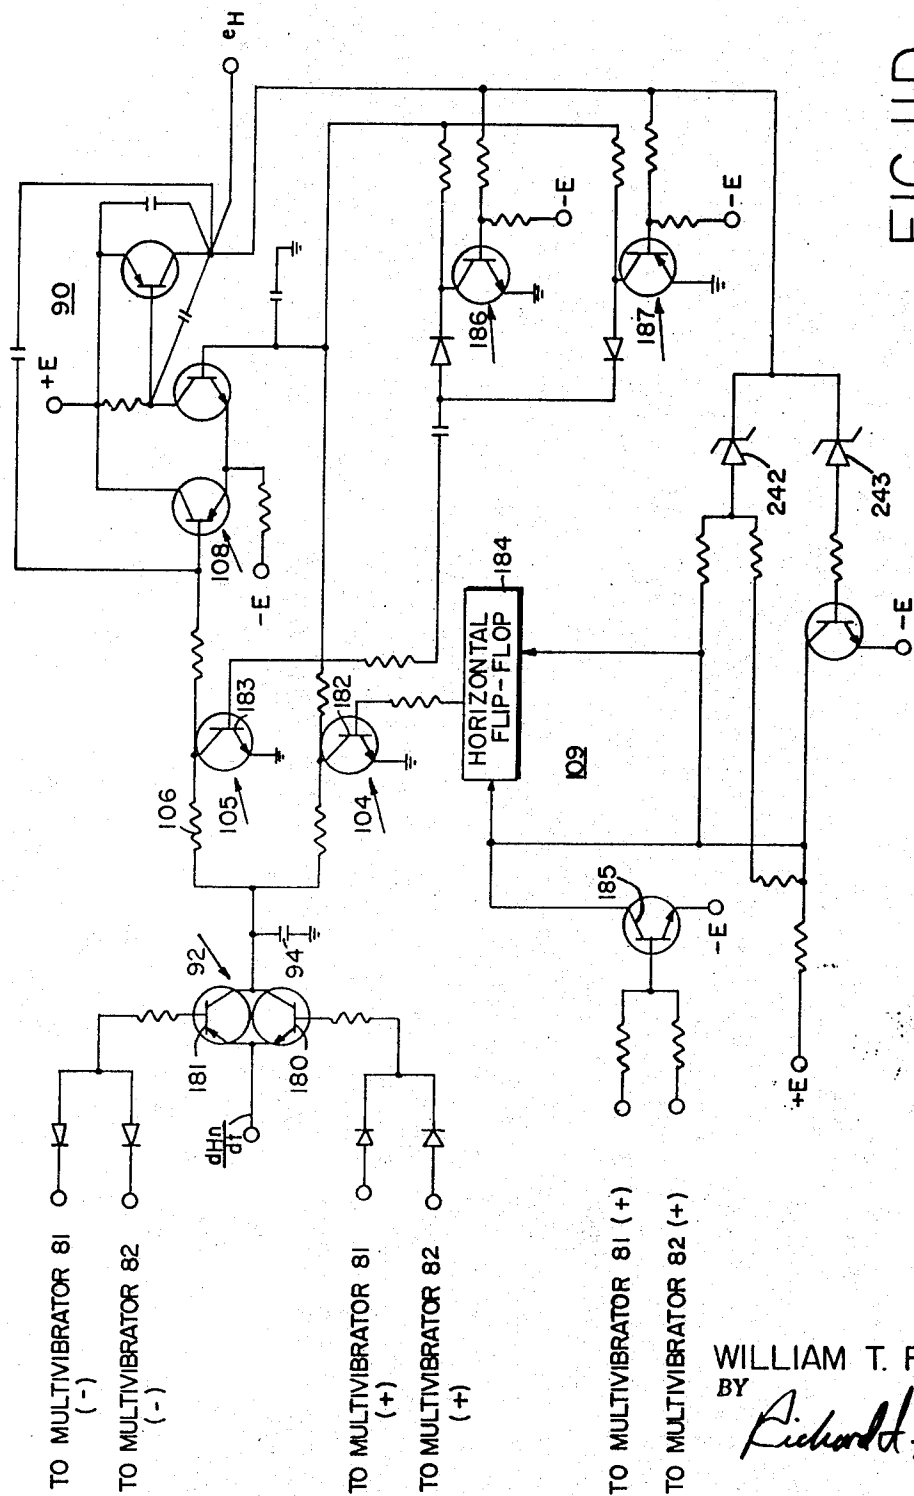 90
+E
eH
108
-E
106
105
183
182
104
186
-E
187
-E
184
HORIZONTAL
FLIP-FLOP
109
242
243
-E
185
-E
+E
92
94
181
180
dHn
dt
TO MULTIVIBRATOR 81
(-)
TO MULTIVIBRATOR 82
(-)
TO MULTIVIBRATOR 81
(+)
TO MULTIVIBRATOR 82
(+)
TO MULTIVIBRATOR 81 (+)
TO MULTIVIBRATOR 82 (+)
WILLIAM T.
BY
Richard